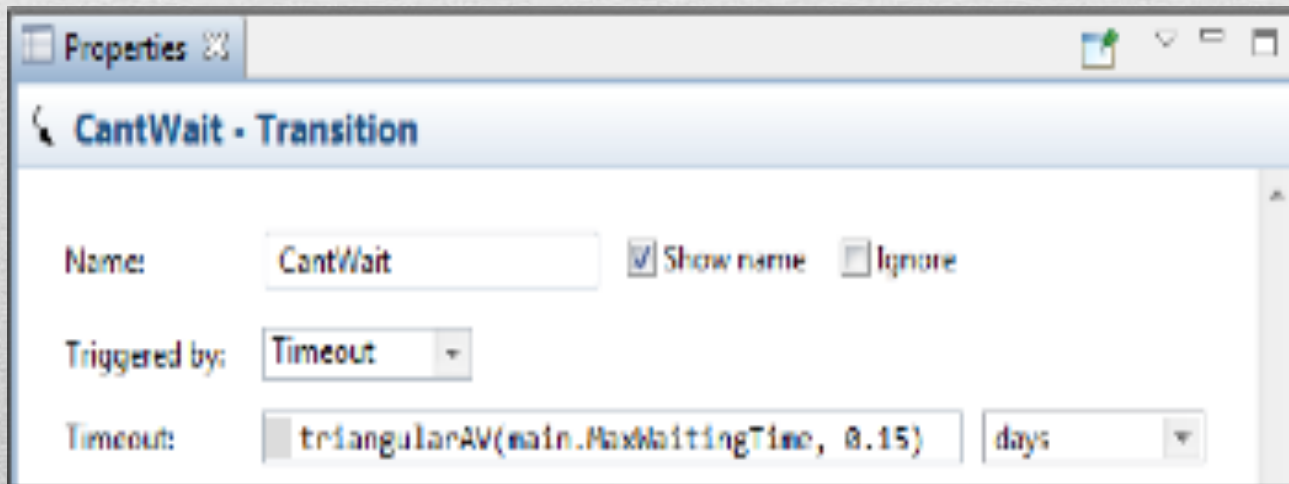 Properties
CantWait - Transition
Name: CantWait Show name Ignore
Triggered by: Timeout
Timeout: triangularAV(main.MaxWaitingTime, 0.15) days